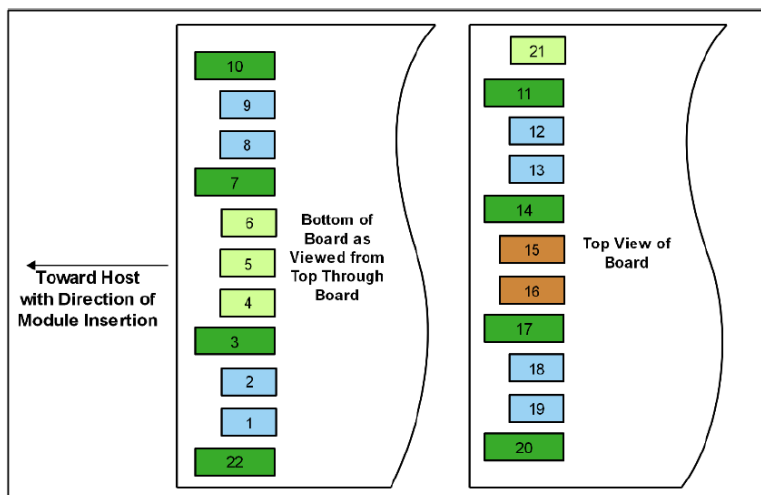 10
9
8
7
6
5
4
3
2
1
22
Bottom of
Board as
Viewed from
Top Through
Board
Toward Host
with Direction of
Module Insertion
21
11
12
13
14
15
16
17
18
19
20
Top View of
Board